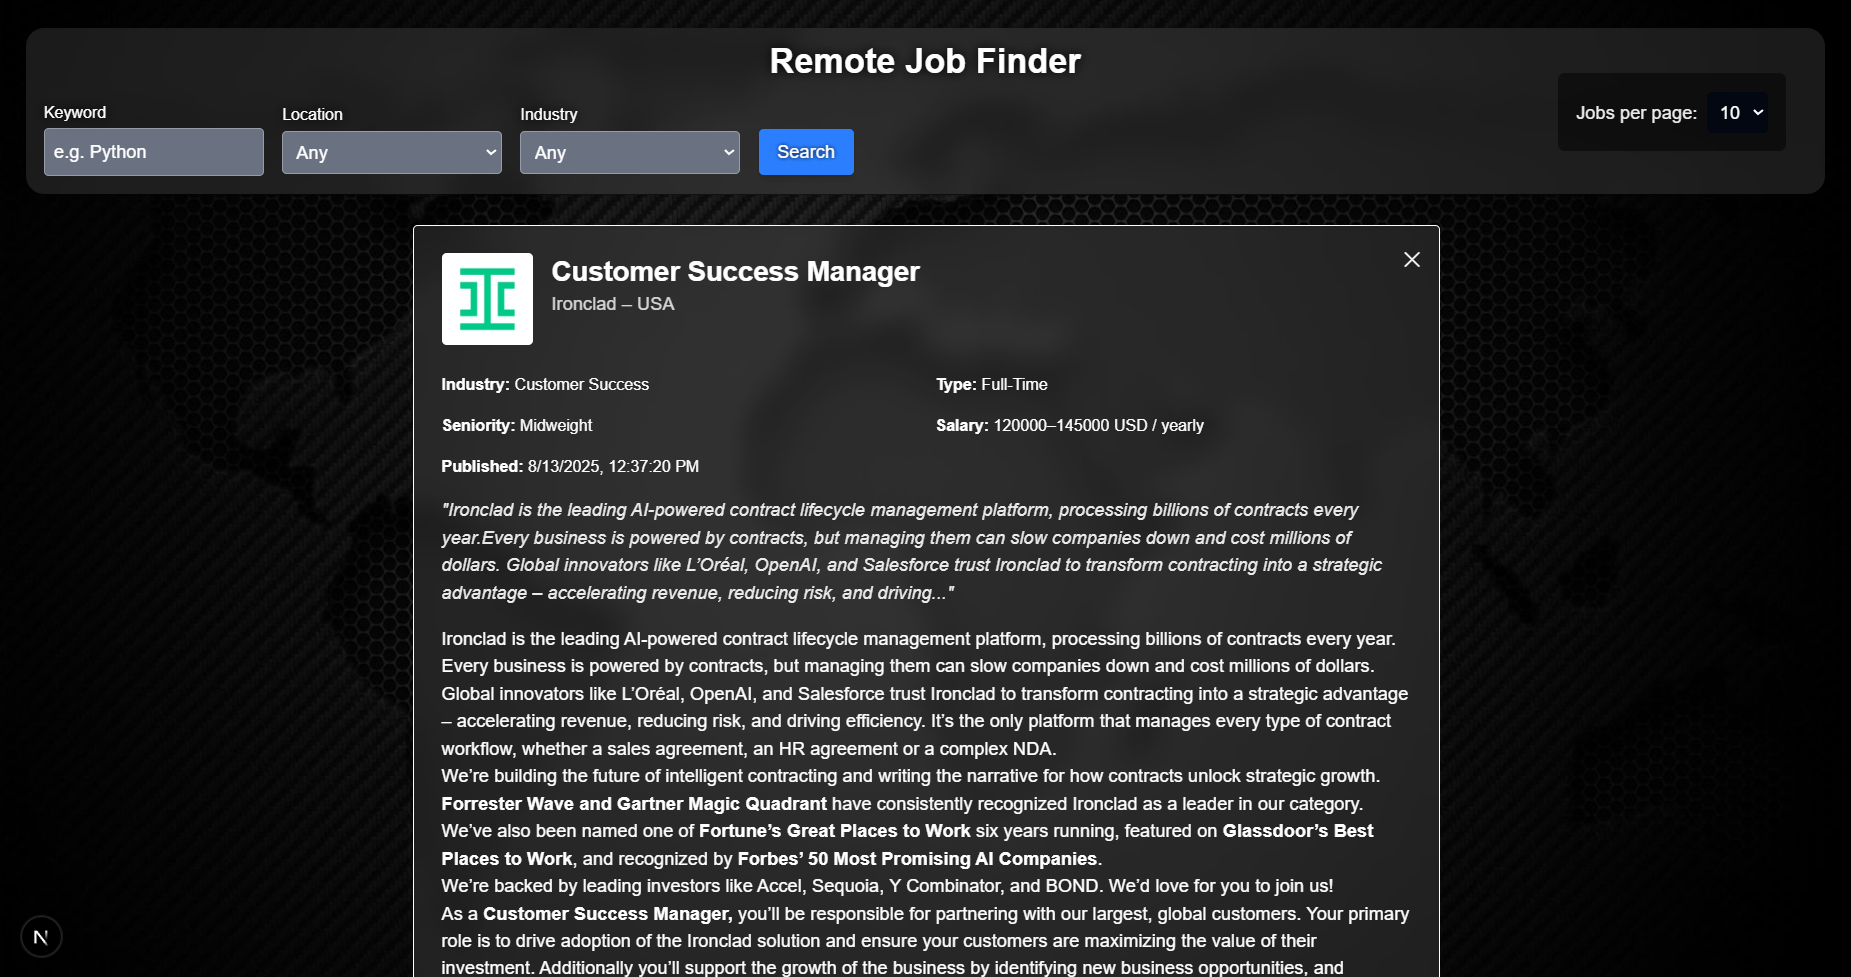 Remote Job Finder
Keyword
Location
Industry
e.g. Python
Any
Any
Search
Jobs per page: 10
Customer Success Manager
Ironclad – USA
Industry: Customer Success
Type: Full-Time
Seniority: Midweight
Salary: 120000–145000 USD / yearly
Published: 8/13/2025, 12:37:20 PM
"Ironclad is the leading AI-powered contract lifecycle management platform, processing billions of contracts every
year.Every business is powered by contracts, but managing them can slow companies down and cost millions of
dollars. Global innovators like L’Oréal, OpenAI, and Salesforce trust Ironclad to transform contracting into a strategic
advantage – accelerating revenue, reducing risk, and driving..."
Ironclad is the leading AI-powered contract lifecycle management platform, processing billions of contracts every year.
Every business is powered by contracts, but managing them can slow companies down and cost millions of dollars.
Global innovators like L’Oréal, OpenAI, and Salesforce trust Ironclad to transform contracting into a strategic advantage
– accelerating revenue, reducing risk, and driving efficiency. It’s the only platform that manages every type of contract
workflow, whether a sales agreement, an HR agreement or a complex NDA.
We’re building the future of intelligent contracting and writing the narrative for how contracts unlock strategic growth.
Forrester Wave and Gartner Magic Quadrant have consistently recognized Ironclad as a leader in our category.
We’ve also been named one of Fortune’s Great Places to Work six years running, featured on Glassdoor’s Best
Places to Work, and recognized by Forbes’ 50 Most Promising AI Companies.
We’re backed by leading investors like Accel, Sequoia, Y Combinator, and BOND. We’d love for you to join us!
As a Customer Success Manager, you’ll be responsible for partnering with our largest, global customers. Your primary
role is to drive adoption of the Ironclad solution and ensure your customers are maximizing the value of their
investment. Additionally you’ll support the growth of the business by identifying new business opportunities, and
N